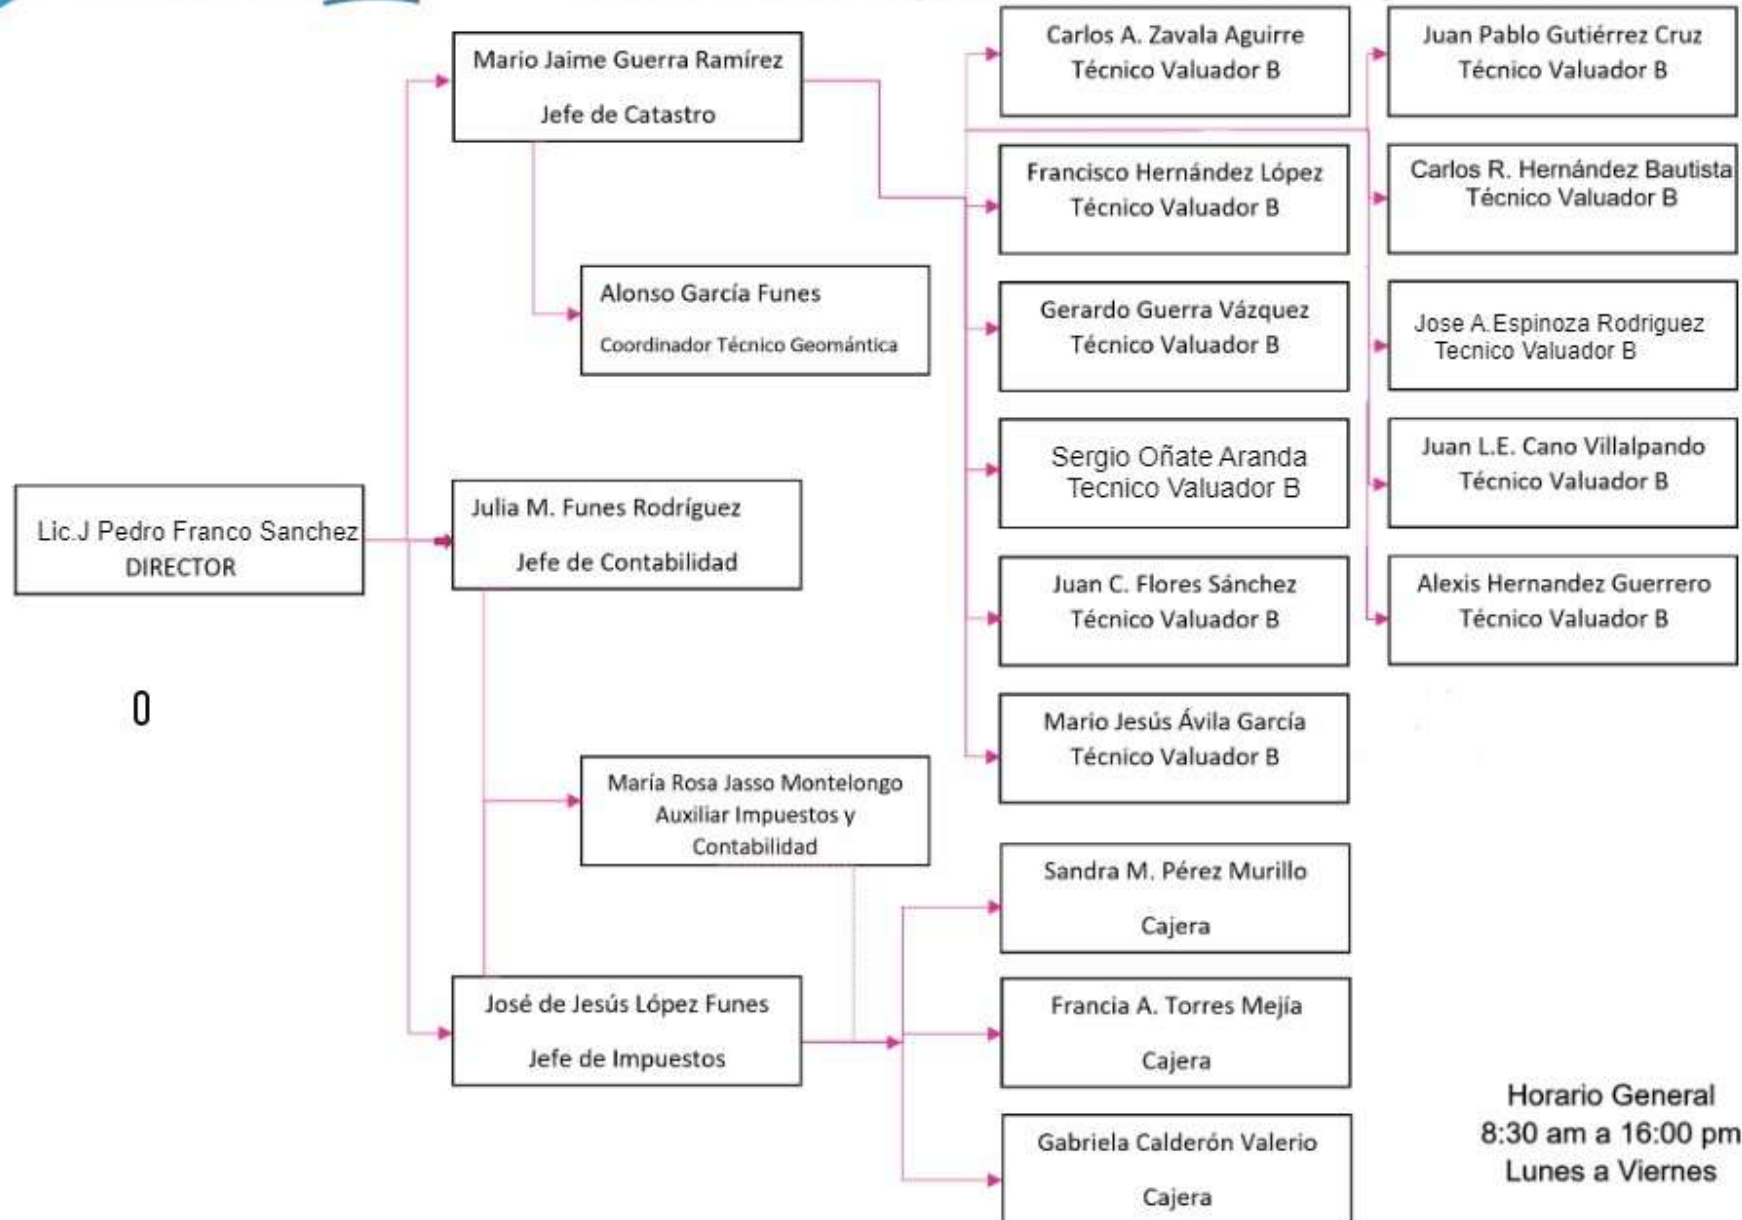 Mario Jaime Guerra Ramírez
Jefe de Catastro
Carlos A. Zavala Aguirre
Técnico Valuador B
Juan Pablo Gutiérrez Cruz
Técnico Valuador B
Francisco Hernández López
Técnico Valuador B
Carlos R. Hernández Bautista
Técnico Valuador B
Alonso García Funes
Coordinador Técnico Geomántica
Gerardo Guerra Vázquez
Técnico Valuador B
Jose A.Espinoza Rodriguez
Tecnico Valuador B
Sergio Oñate Aranda
Tecnico Valuador B
Juan L.E. Cano Villalpando
Técnico Valuador B
Lic.J Pedro Franco Sanchez
DIRECTOR
Julia M. Funes Rodríguez
Jefe de Contabilidad
Juan C. Flores Sánchez
Técnico Valuador B
Alexis Hernandez Guerrero
Técnico Valuador B
0
Mario Jesús Ávila García
Técnico Valuador B
María Rosa Jasso Montelongo
Auxiliar Impuestos y
Contabilidad
Sandra M. Pérez Murillo
Cajera
José de Jesús López Funes
Jefe de Impuestos
Francia A. Torres Mejía
Cajera
Gabriela Calderón Valerio
Cajera
Horario General
8:30 am a 16:00 pm
Lunes a Viernes